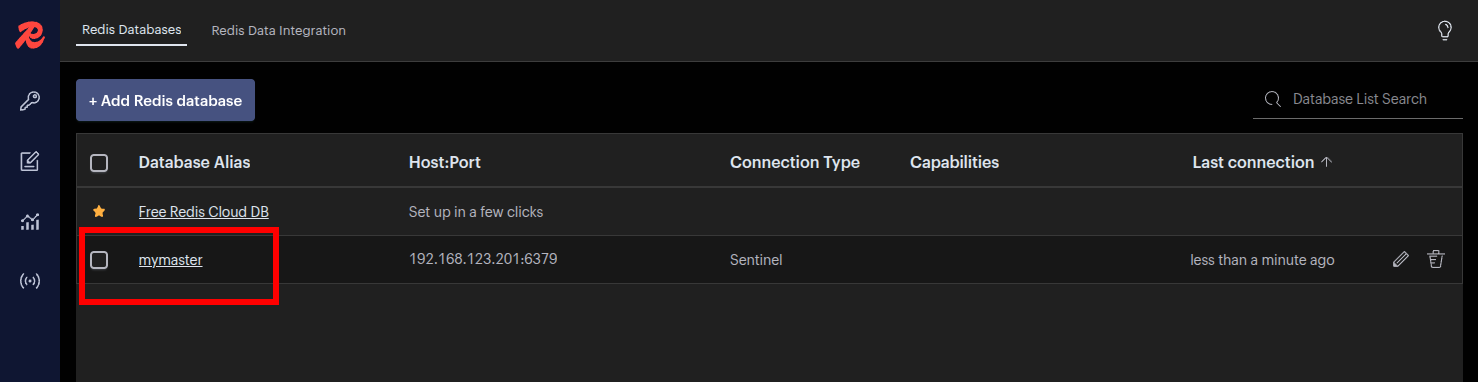 Redis Databases Redis Data Integration
+ Add Redis database Database List Search
Database Alias Host:Port Connection Type Capabilities Last connection
Free Redis Cloud DB Set up in a few clicks
mymaster 192.168.123.201:6379 Sentinel less than a minute ago